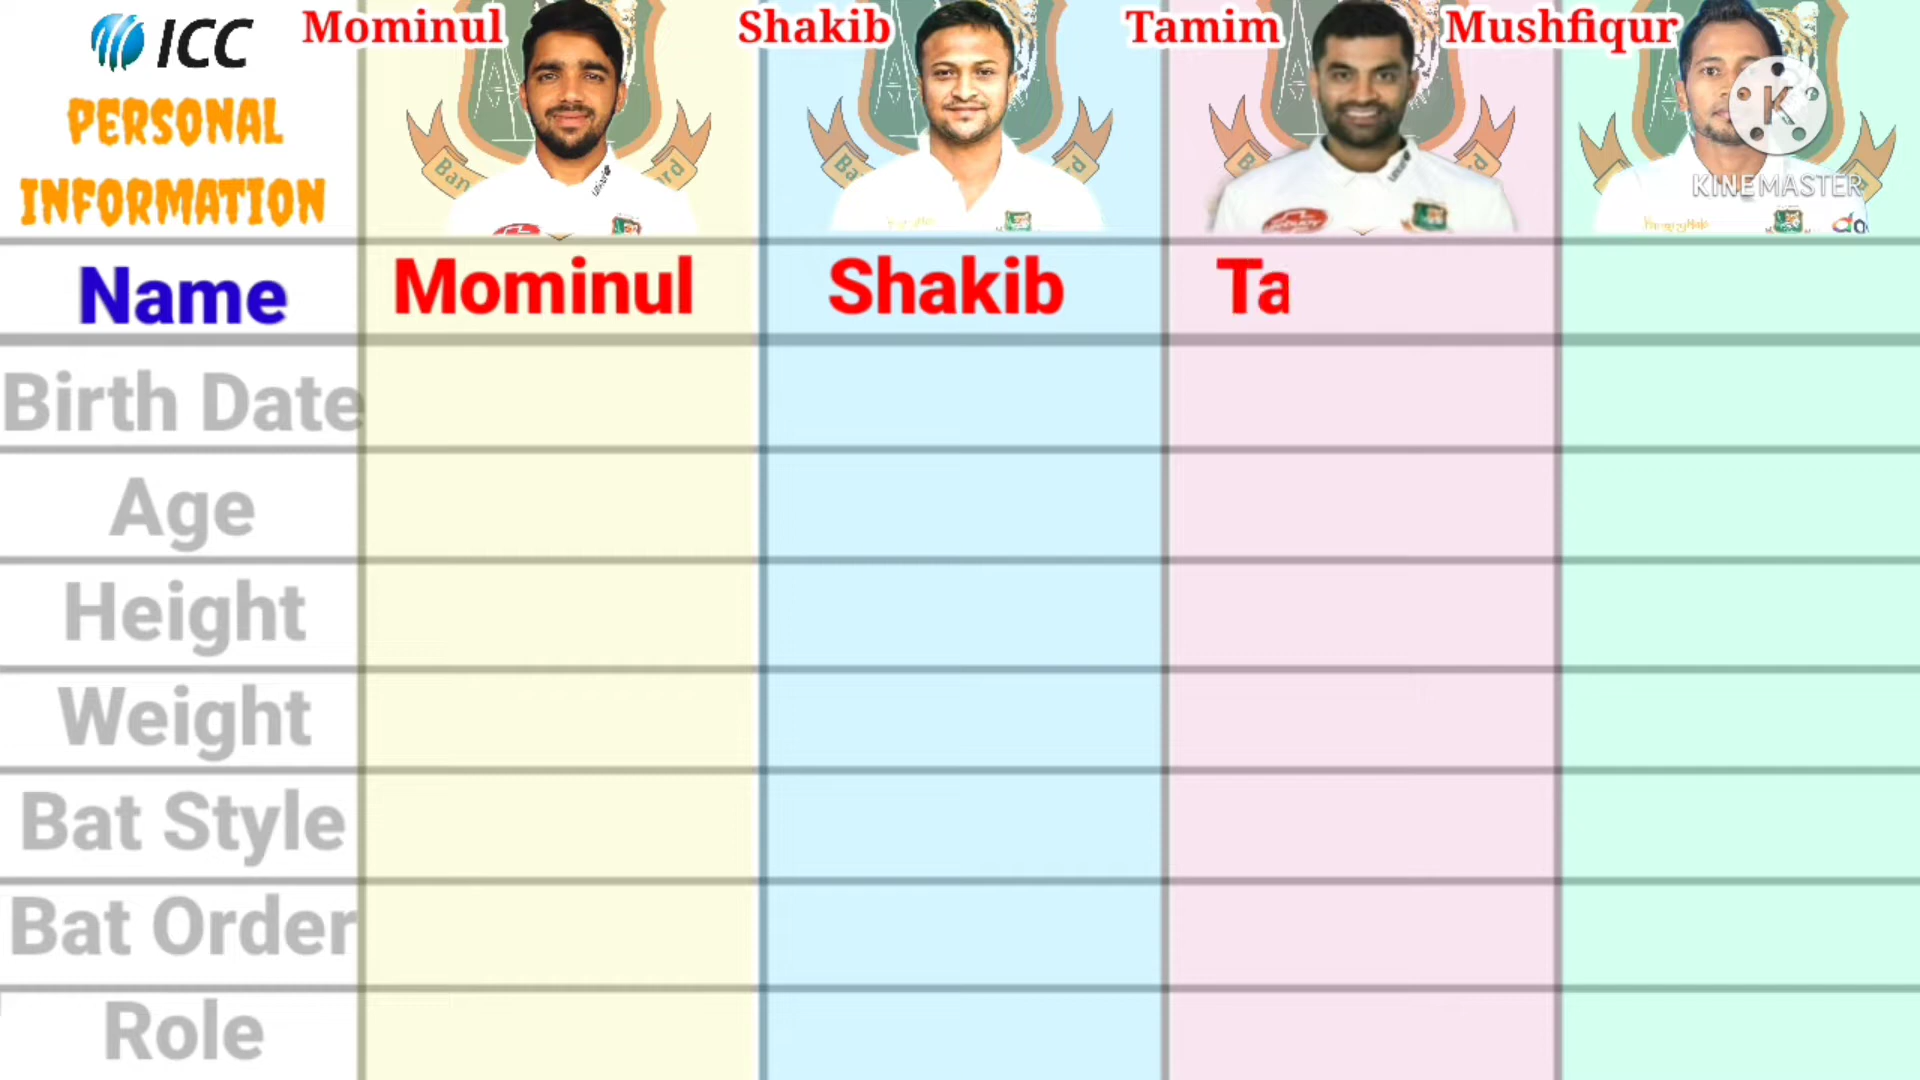 ICC
PERSONAL
INFORMATION
Mominul
Shakib
Tamim
Mushfiqur
K
KINEMASTER
Name
Mominul
Shakib
Ta
Birth Date
Age
Height
Weight
Bat Style
Bat Order
Role